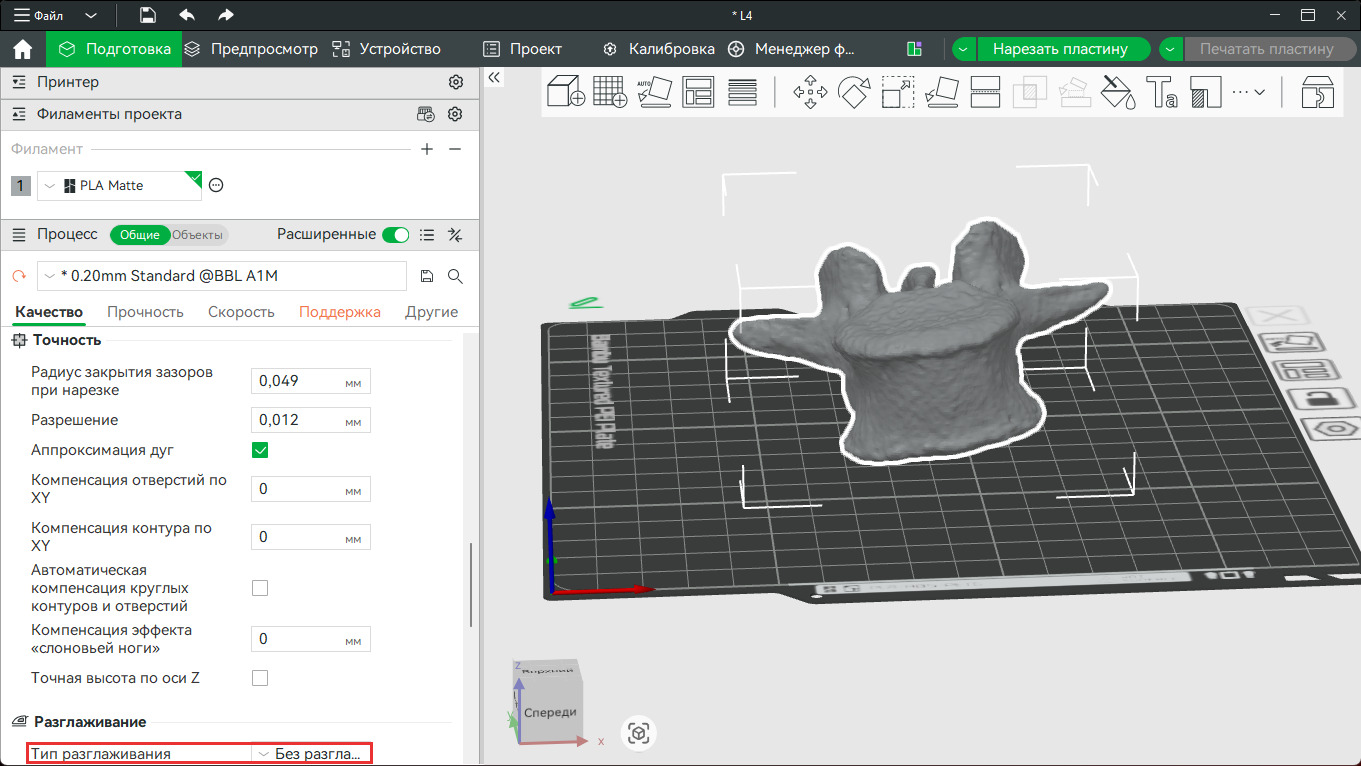 Файл
* L4
Подготовка
Предпросмотр
Устройство
Проект
Калибровка
Менеджер ф...
Нарезать пластину
Печатать пластину
Принтер
Филаменты проекта
Филамент
1
PLA Matte
Процесс
Общие
Объекты
Расширенные
* 0.20mm Standard @BBL A1M
Качество
Прочность
Скорость
Поддержка
Другие
Точность
Радиус закрытия зазоров
при нарезке
0,049 мм
Разрешение
0,012 мм
Аппроксимация дуг
Компенсация отверстий по
XY
0 мм
Компенсация контура по
XY
0 мм
Автоматическая
компенсация круглых
контуров и отверстий
Компенсация эффекта
«слоновьей ноги»
0 мм
Точная высота по оси Z
Разглаживание
Тип разглаживания
Без разгла...
AUTO
Bambu Textured PEI Plate
Верхний
Спереди
Z
Y
X